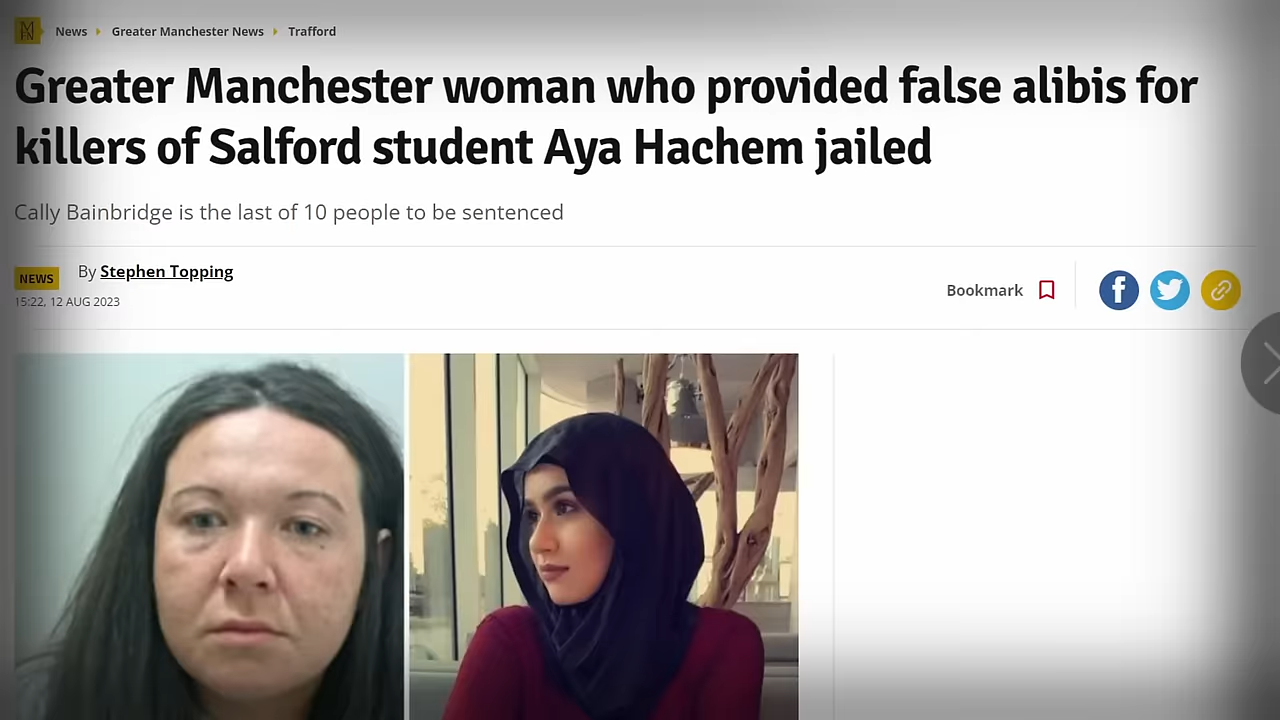 MEN
News Greater Manchester News Trafford
Greater Manchester woman who provided false alibis for
killers of Salford student Aya Hachem jailed
Cally Bainbridge is the last of 10 people to be sentenced
NEWS
By Stephen Topping
15:22, 12 AUG 2023
Bookmark